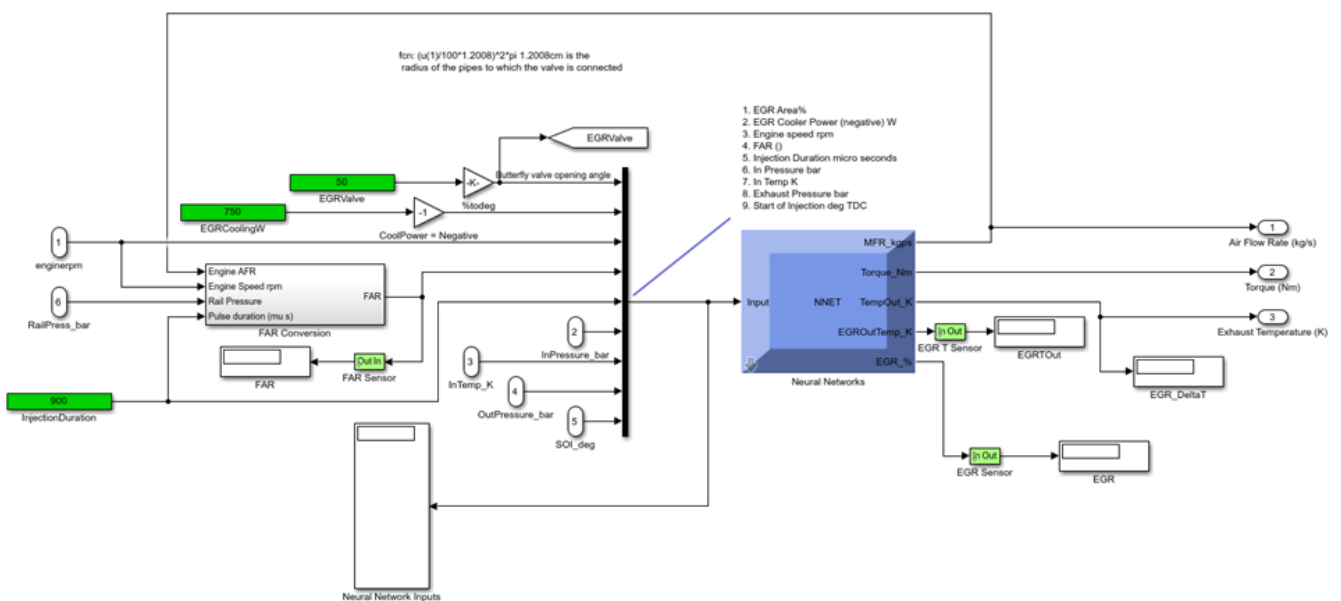 fcn: (u(1)/100*1.2008)^2*pi 1.2008cm is the
radius of the pipes to which the valve is connected
1. EGR Area%
2. EGR Cooler Power (negative) W
3. Engine speed rpm
4. FAR ()
5. Injection Duration micro seconds
6. In Pressure bar
7. In Temp K
8. Exhaust Pressure bar
9. Start of Injection deg TDC
EGRValve
50
EGRValve
-K-
Butterfly valve opening angle
%todeg
750
EGRCoolingW
-1
CoolPower = Negative
1
enginerpm
6
RailPress_bar
Engine AFR
Engine Speed rpm
Rail Pressure
Pulse duration (mu s)
FAR
FAR Conversion
FAR
Out In
FAR Sensor
900
InjectionDuration
2
InPressure_bar
3
InTemp_K
4
OutPressure_bar
5
SOI_deg
Neural Network Inputs
Input
NNET
MFR_kgps
Torque_Nm
TempOut_K
EGROutTemp_K
EGR_%
Neural Networks
1
Air Flow Rate (kg/s)
2
Torque (Nm)
3
Exhaust Temperature (K)
In Out
EGR T Sensor
EGRTOut
EGR_DeltaT
In Out
EGR Sensor
EGR